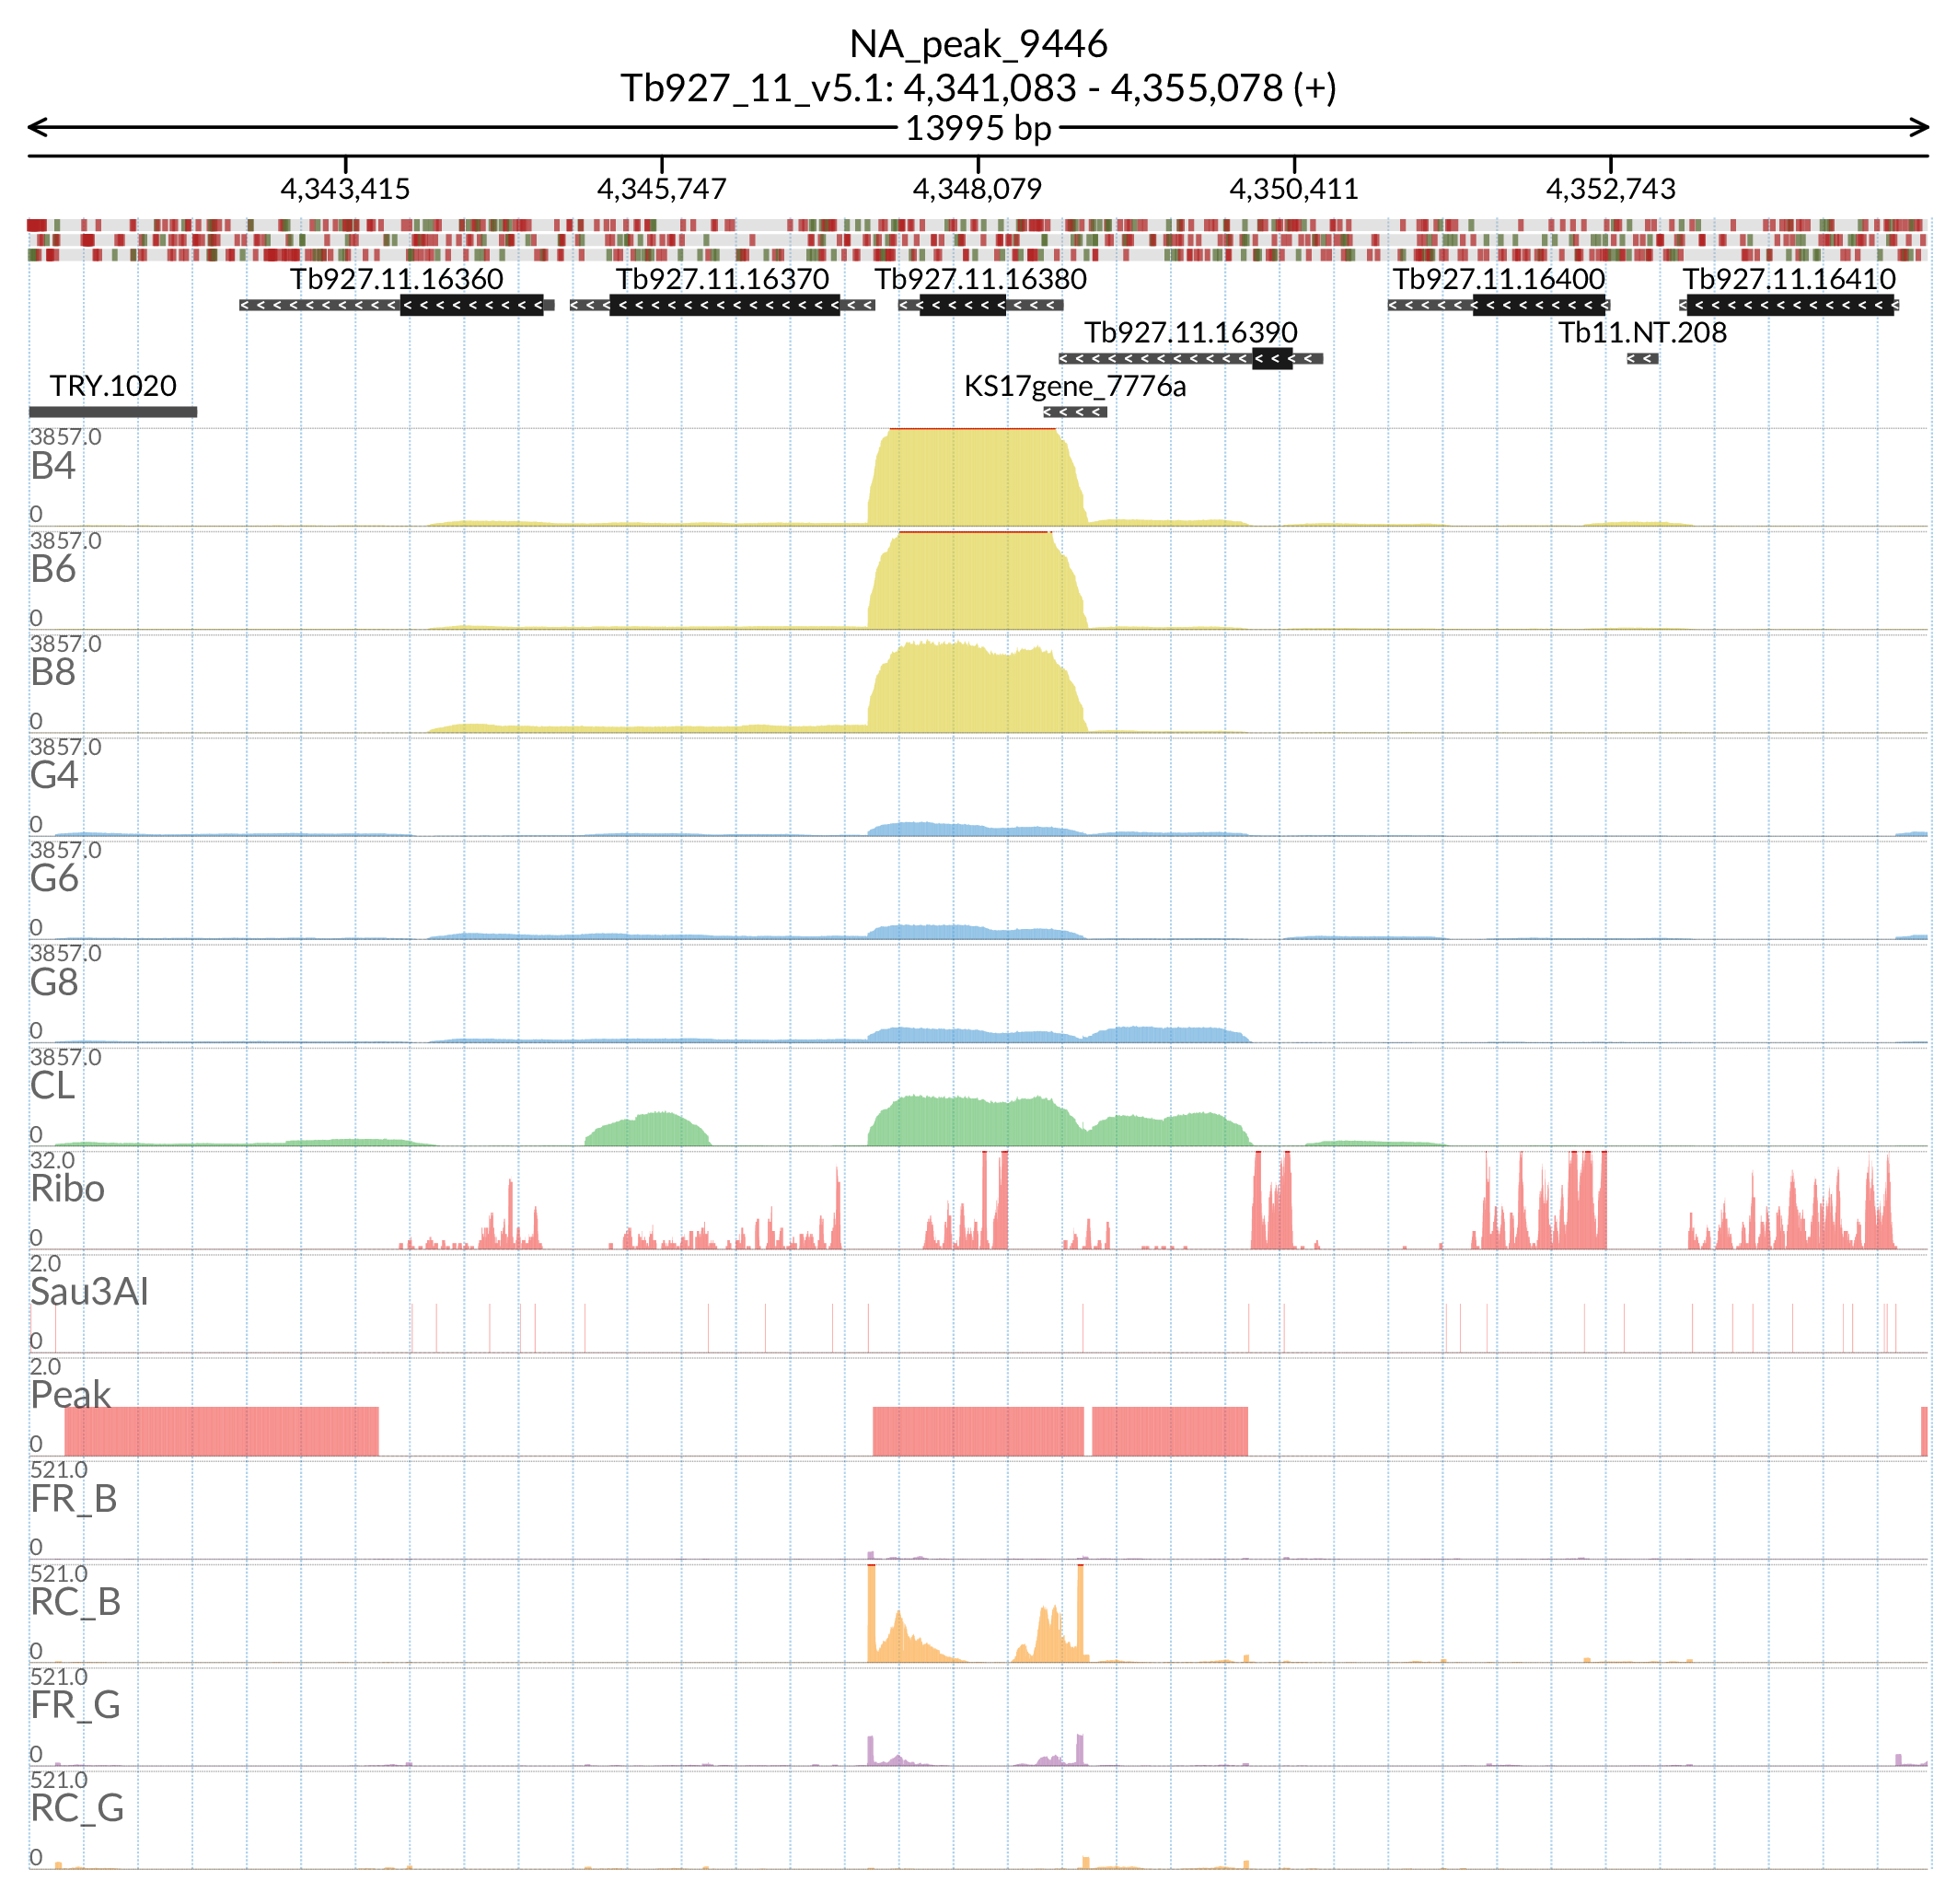 NA_peak_9446
Tb927_11_v5.1: 4,341,083 - 4,355,078 (+)
13995 bp
4,343,415 4,345,747 4,348,079 4,350,411 4,352,743
Tb927.11.16360 Tb927.11.16370 Tb927.11.16380 Tb927.11.16400 Tb927.11.16410
Tb927.11.16390 Tb11.NT.208
TRY.1020 KS17gene_7776a
3857.0
B4
0
3857.0
B6
0
3857.0
B8
0
3857.0
G4
0
3857.0
G6
0
3857.0
G8
0
3857.0
CL
0
32.0
Ribo
0
2.0
Sau3AI
0
2.0
Peak
0
521.0
FR_B
0
521.0
RC_B
0
521.0
FR_G
0
521.0
RC_G
0